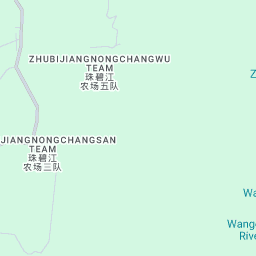 ZHUBIJIANGNONGCHANGWU
TEAM
珠碧江
农场五队
Z
JIANGNONGCHANGSAN
TEAM
珠碧江
农场三队
Wa
Wang
Rive